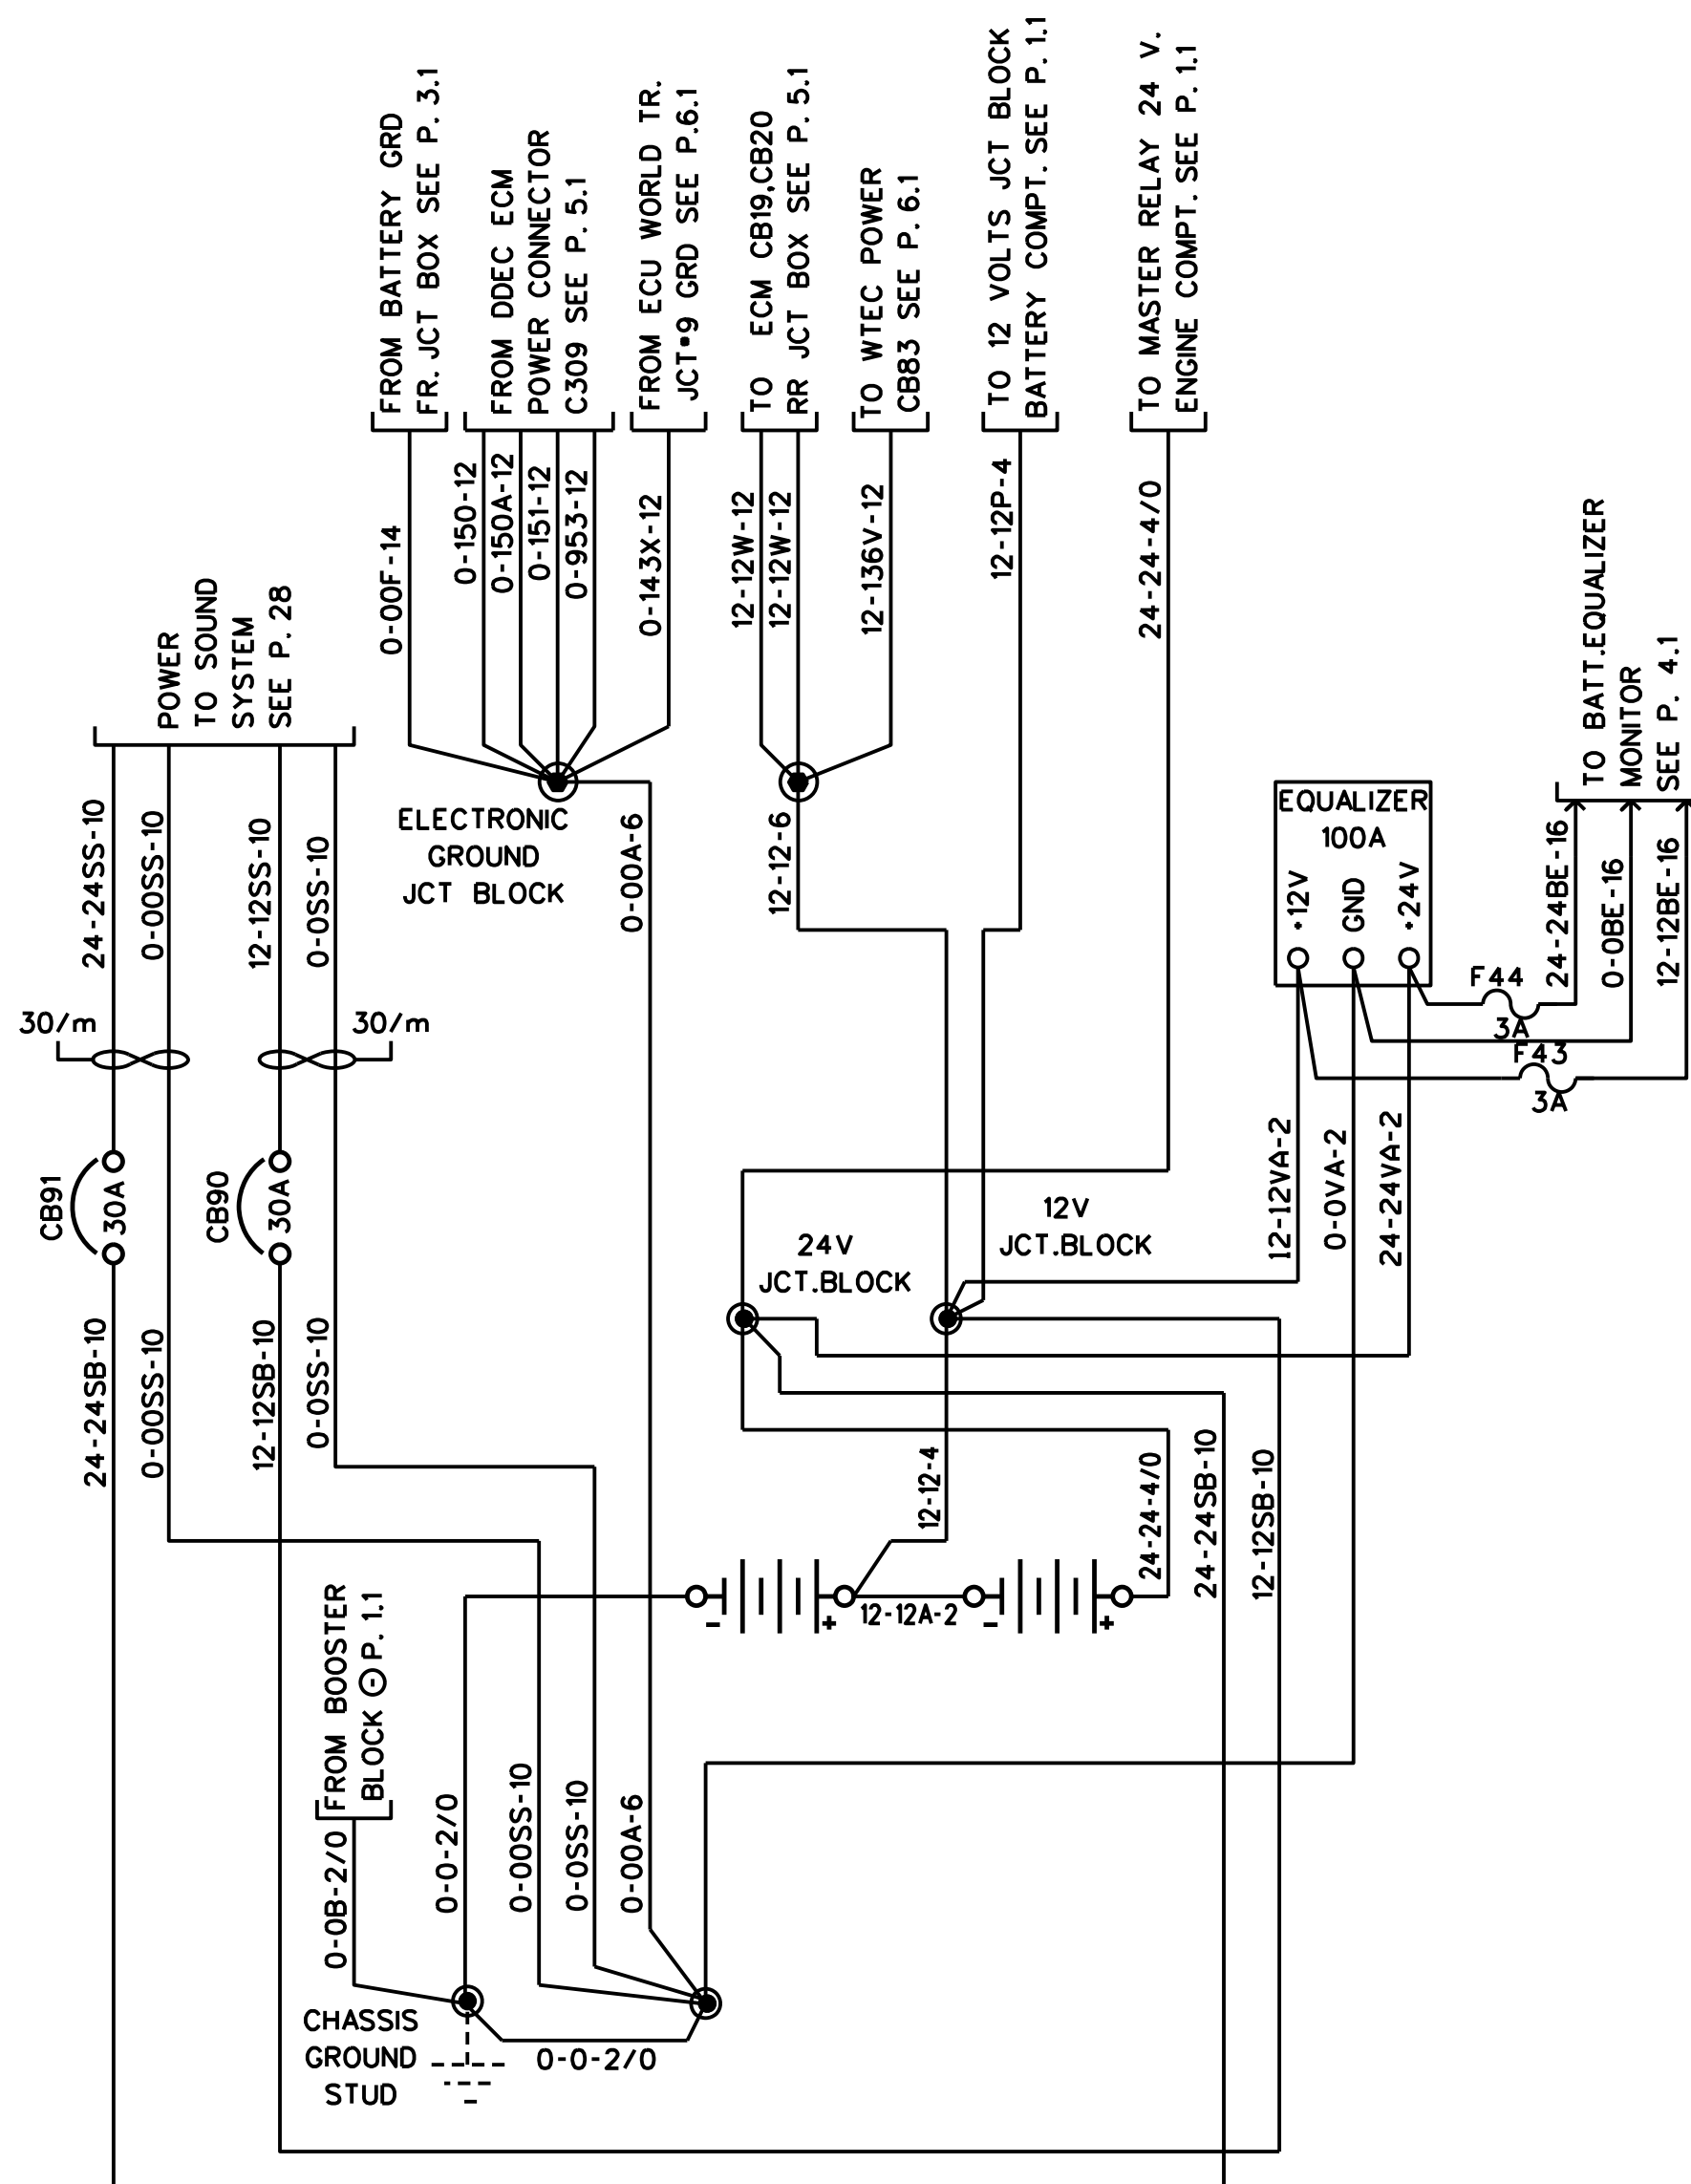 FROM BATTERY GRD
FR. JCT BOX SEE P. 3.1
FROM DDEC ECM
POWER CONNECTOR
C309 SEE P. 5.1
FROM ECU WORLD TR.
JCT•9 GRD SEE P.6.1
TO ECM CB19,CB20
RR JCT BOX SEE P. 5.1
TO WTEC POWER
CB83 SEE P. 6.1
TO 12 VOLTS JCT BLOCK
BATTERY COMPT. SEE P. 1.1
TO MASTER RELAY 24 V.
ENGINE COMPT. SEE P. 1.1
0-00F-14
0-150-12
0-150A-12
0-151-12
0-953-12
0-143X-12
12-12W-12
12-12W-12
12-136V-12
12-12P-4
24-24-4/0
POWER
TO SOUND
SYSTEM
SEE P. 28
TO BATT.EQUALIZER
MONITOR
SEE P. 4.1
ELECTRONIC
GROUND
JCT BLOCK
EQUALIZER
100A
+12V
GND
+24V
24-24SS-10
0-00SS-10
12-12SS-10
0-0SS-10
0-00A-6
12-12-6
24-24BE-16
0-0BE-16
12-12BE-16
F44
3A
F43
3A
30/m
30/m
CB91
30A
CB90
30A
12-12VA-2
0-0VA-2
24-24VA-2
12V
JCT.BLOCK
24V
JCT.BLOCK
24-24SB-10
0-00SS-10
12-12SB-10
0-0SS-10
12-12-4
24-24-4/0
24-24SB-10
12-12SB-10
- +
12-12A-2
- +
FROM BOOSTER
BLOCK ⊖ P. 1.1
0-0B-2/0
0-0-2/0
0-00SS-10
0-0SS-10
0-00A-6
CHASSIS
GROUND
STUD
0-0-2/0